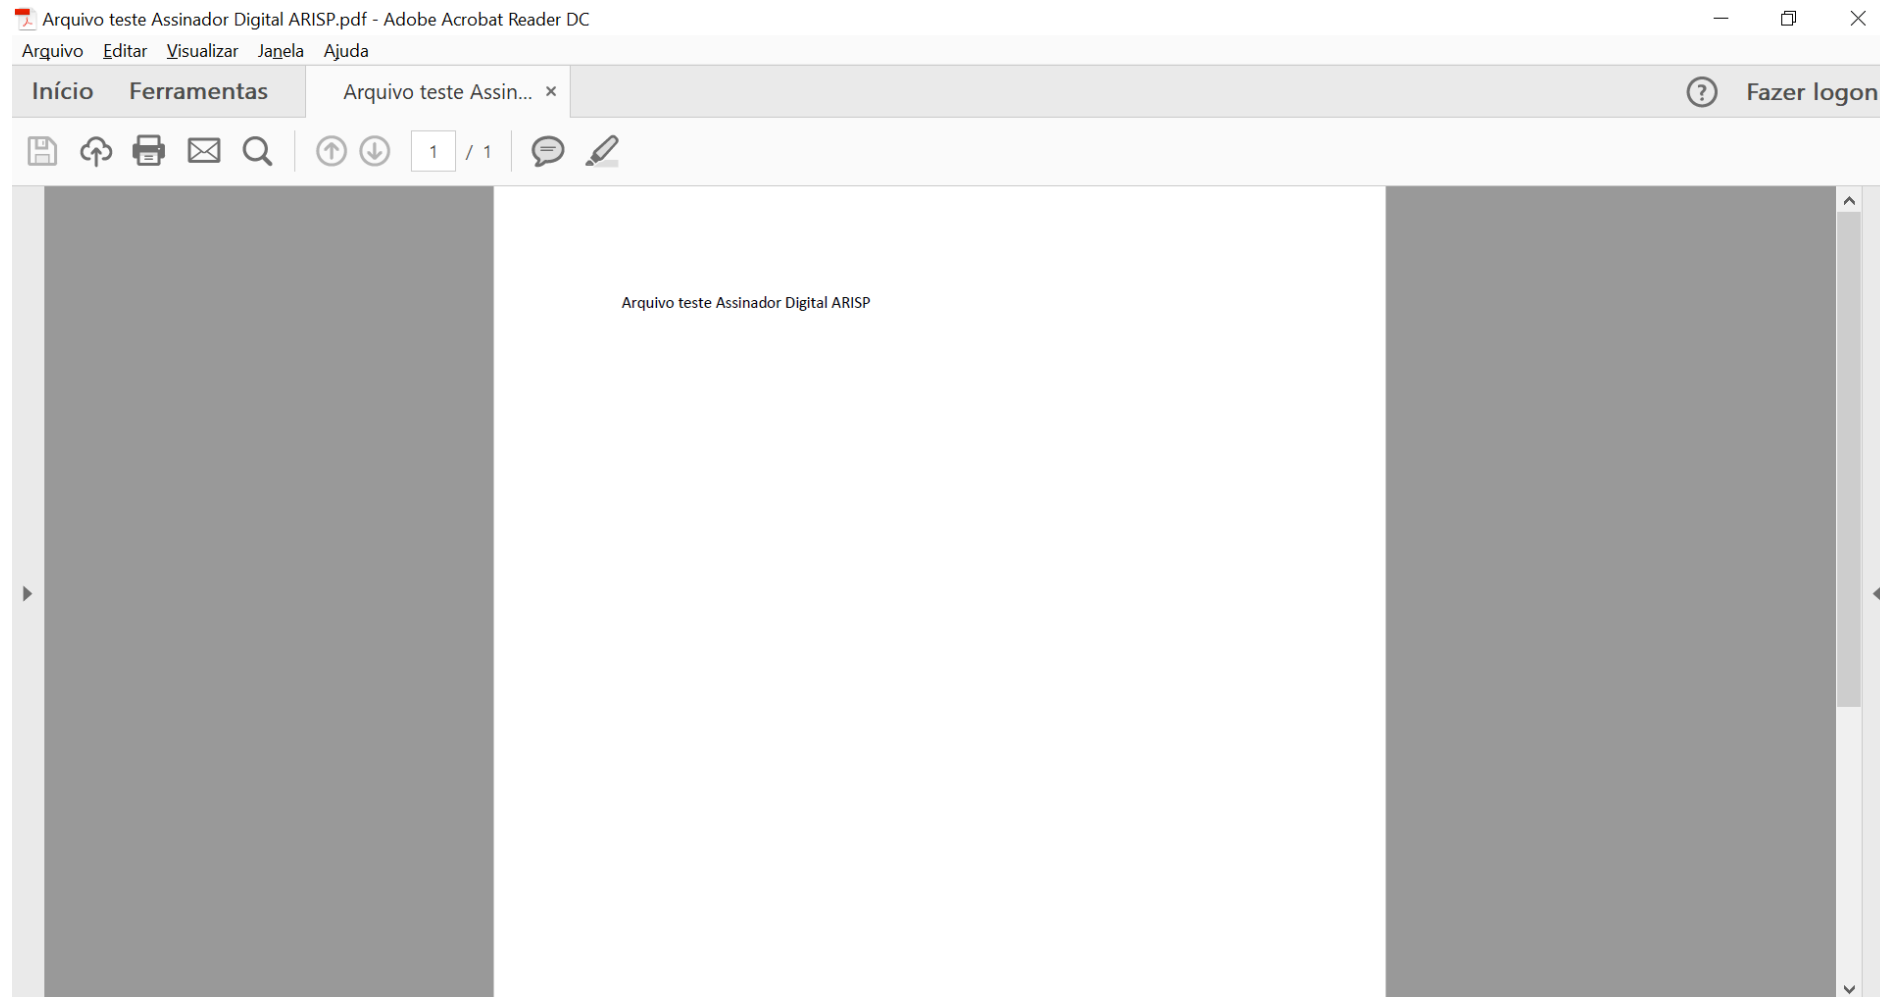 Arquivo teste Assinador Digital ARISP.pdf - Adobe Acrobat Reader DC
Arquivo Editar Visualizar Janela Ajuda
Início Ferramentas Arquivo teste Assin... × ? Fazer logon
1 / 1
Arquivo teste Assinador Digital ARISP